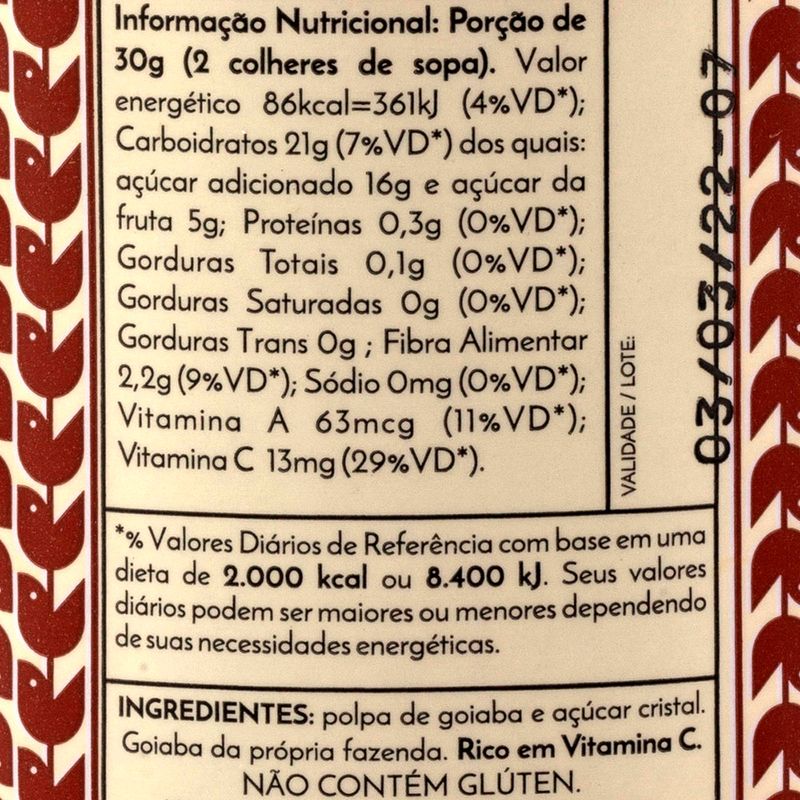 Informação Nutricional: Porção de
30g (2 colheres de sopa). Valor
energético 86kcal=361kJ (4%VD*);
Carboidratos 21g (7%VD*) dos quais:
açúcar adicionado 16g e açúcar da
fruta 5g; Proteínas 0,3g (0%VD*);
Gorduras Totais 0,1g (0%VD*);
Gorduras Saturadas 0g (0%VD*);
Gorduras Trans 0g ; Fibra Alimentar
2,2g (9%VD*); Sódio 0mg (0%VD*);
Vitamina A 63mcg (11%VD*);
Vitamina C 13mg (29%VD*).
VALIDADE / LOTE:
03/03/22-07
*% Valores Diários de Referência com base em uma
dieta de 2.000 kcal ou 8.400 kJ. Seus valores
diários podem ser maiores ou menores dependendo
de suas necessidades energéticas.
INGREDIENTES: polpa de goiaba e açúcar cristal.
Goiaba da própria fazenda. Rico em Vitamina C.
NÃO CONTÉM GLÚTEN.